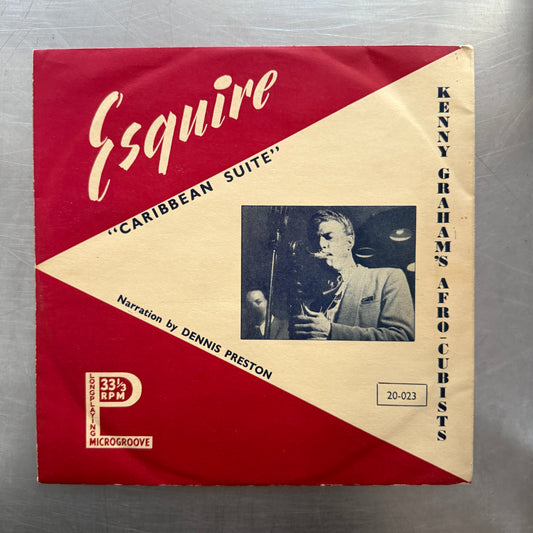 Esquire
"CARIBBEAN SUITE"
KENNY GRAHAM'S AFRO-CUBISTS
Narration by DENNIS PRESTON
20-023
33⅓
RPM
LONG PLAYING
MICROGROOVE